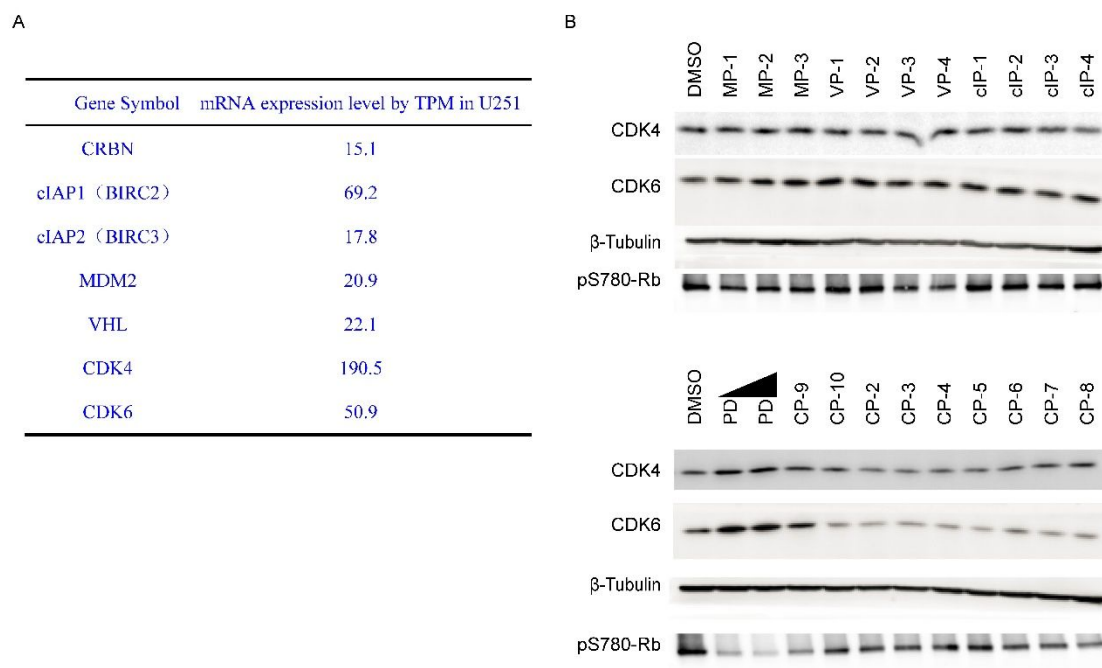 A
Gene Symbol mRNA expression level by TPM in U251
CRBN 15.1
cIAP1（BIRC2） 69.2
cIAP2（BIRC3） 17.8
MDM2 20.9
VHL 22.1
CDK4 190.5
CDK6 50.9
B
DMSO MP-1 MP-2 MP-3 VP-1 VP-2 VP-3 VP-4 cIP-1 cIP-2 cIP-3 cIP-4
CDK4
CDK6
β-Tubulin
pS780-Rb
DMSO PD PD CP-9 CP-10 CP-2 CP-3 CP-4 CP-5 CP-6 CP-7 CP-8
CDK4
CDK6
β-Tubulin
pS780-Rb